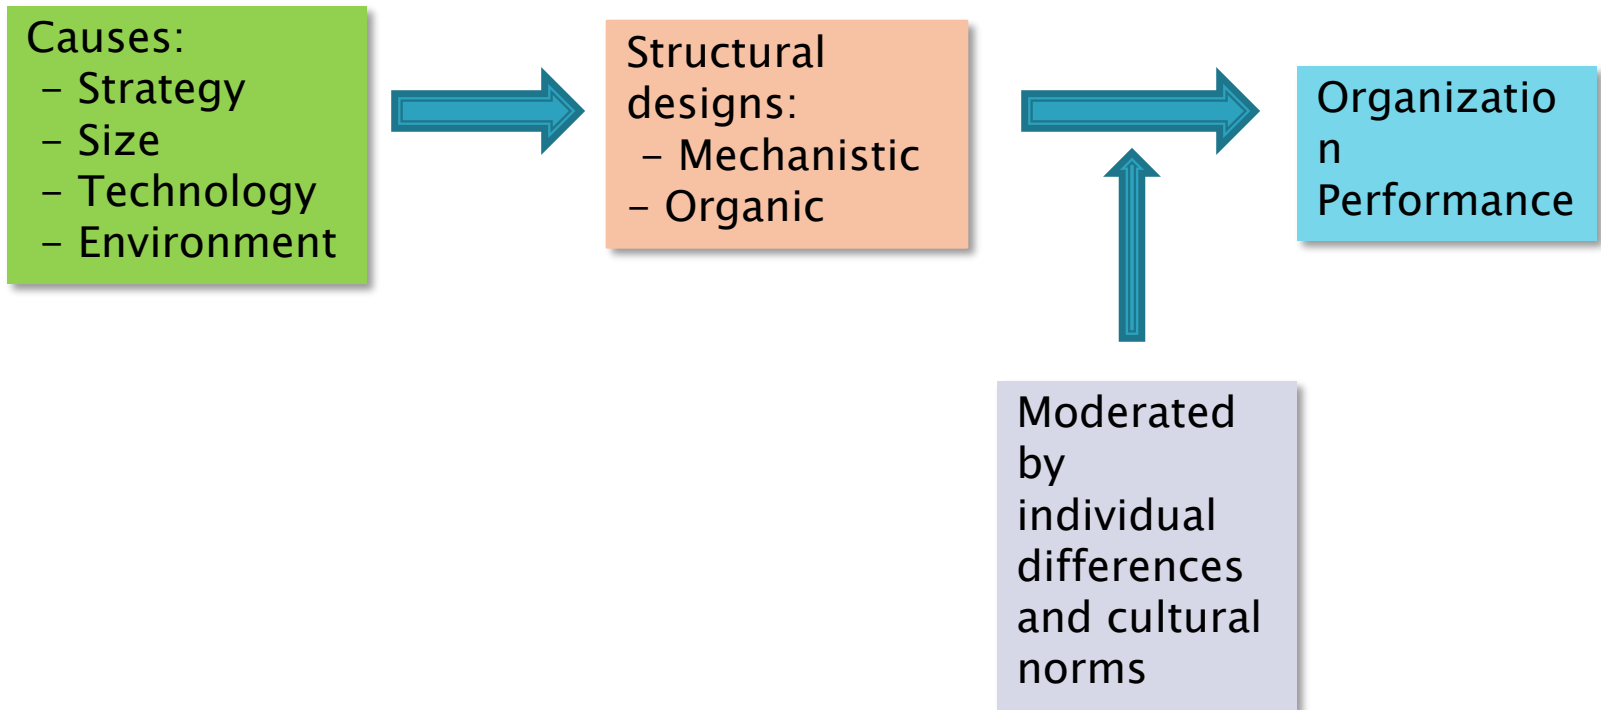 Causes:
– Strategy
– Size
– Technology
– Environment
Structural
designs:
– Mechanistic
– Organic
Organizatio
n
Performance
Moderated
by
individual
differences
and cultural
norms